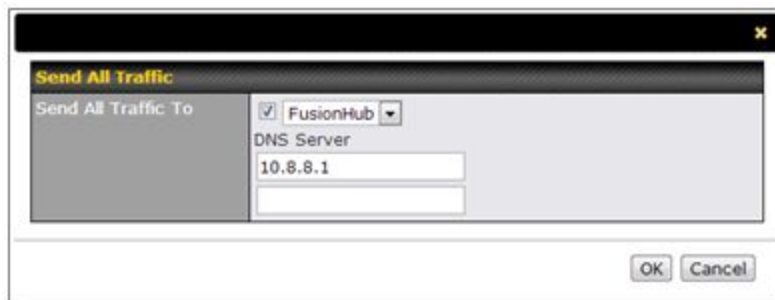 Send All Traffic
Send All Traffic To
FusionHub
DNS Server
10.8.8.1
OK Cancel